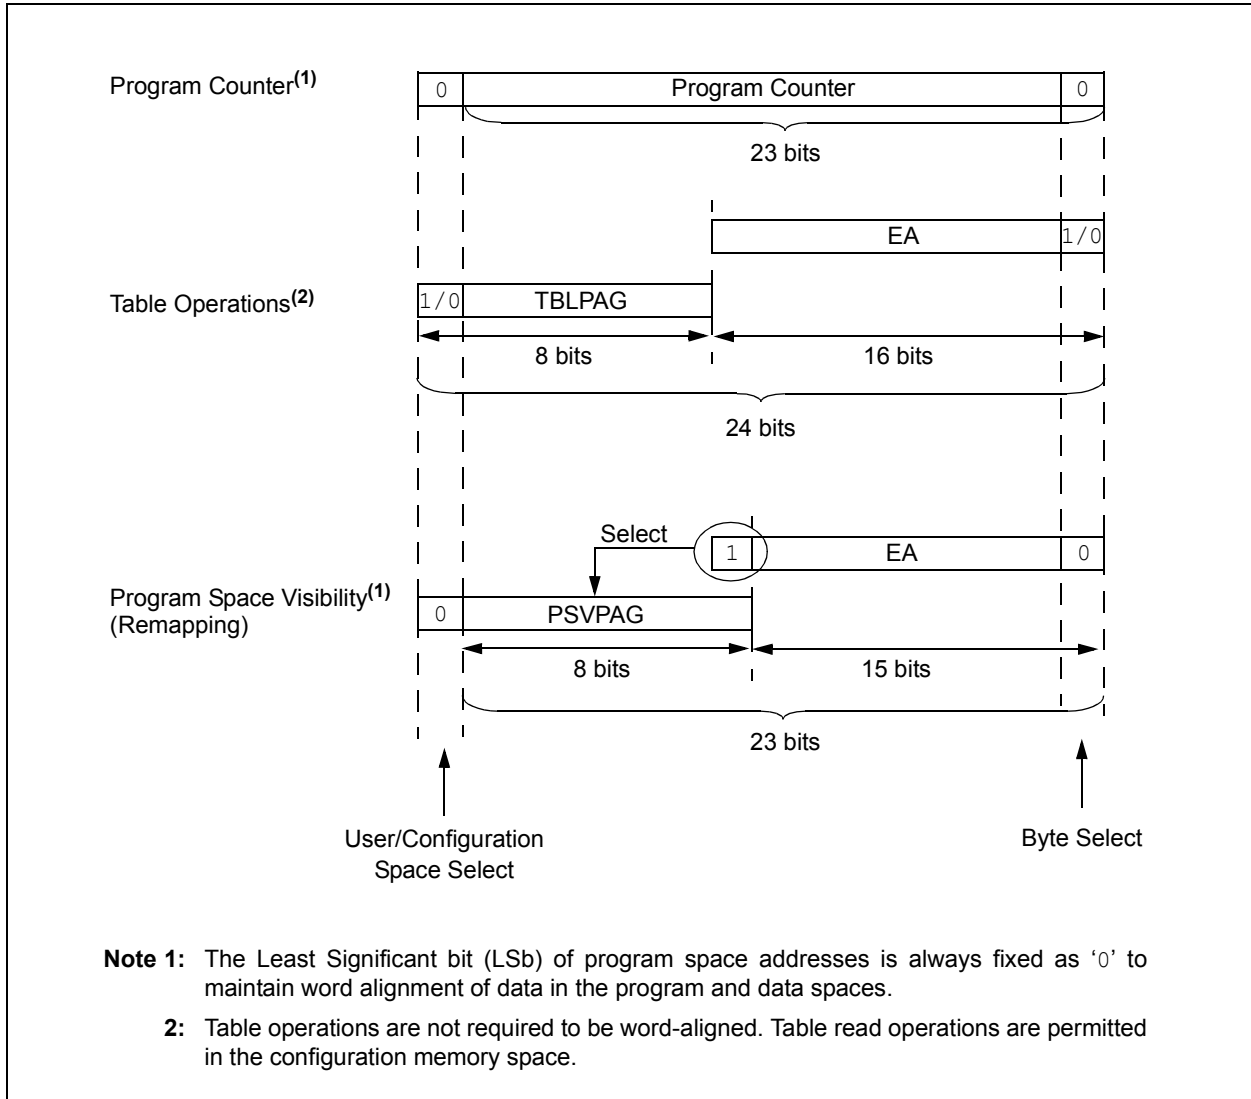 Program Counter(1)
0
Program Counter
0
23 bits
EA
1/0
Table Operations(2)
1/0
TBLPAG
8 bits
16 bits
24 bits
Select
1
EA
0
Program Space Visibility(1)
(Remapping)
0
PSVPAG
8 bits
15 bits
23 bits
User/Configuration
Space Select
Byte Select
Note 1: The Least Significant bit (LSb) of program space addresses is always fixed as ‘0’ to
maintain word alignment of data in the program and data spaces.
2: Table operations are not required to be word-aligned. Table read operations are permitted
in the configuration memory space.